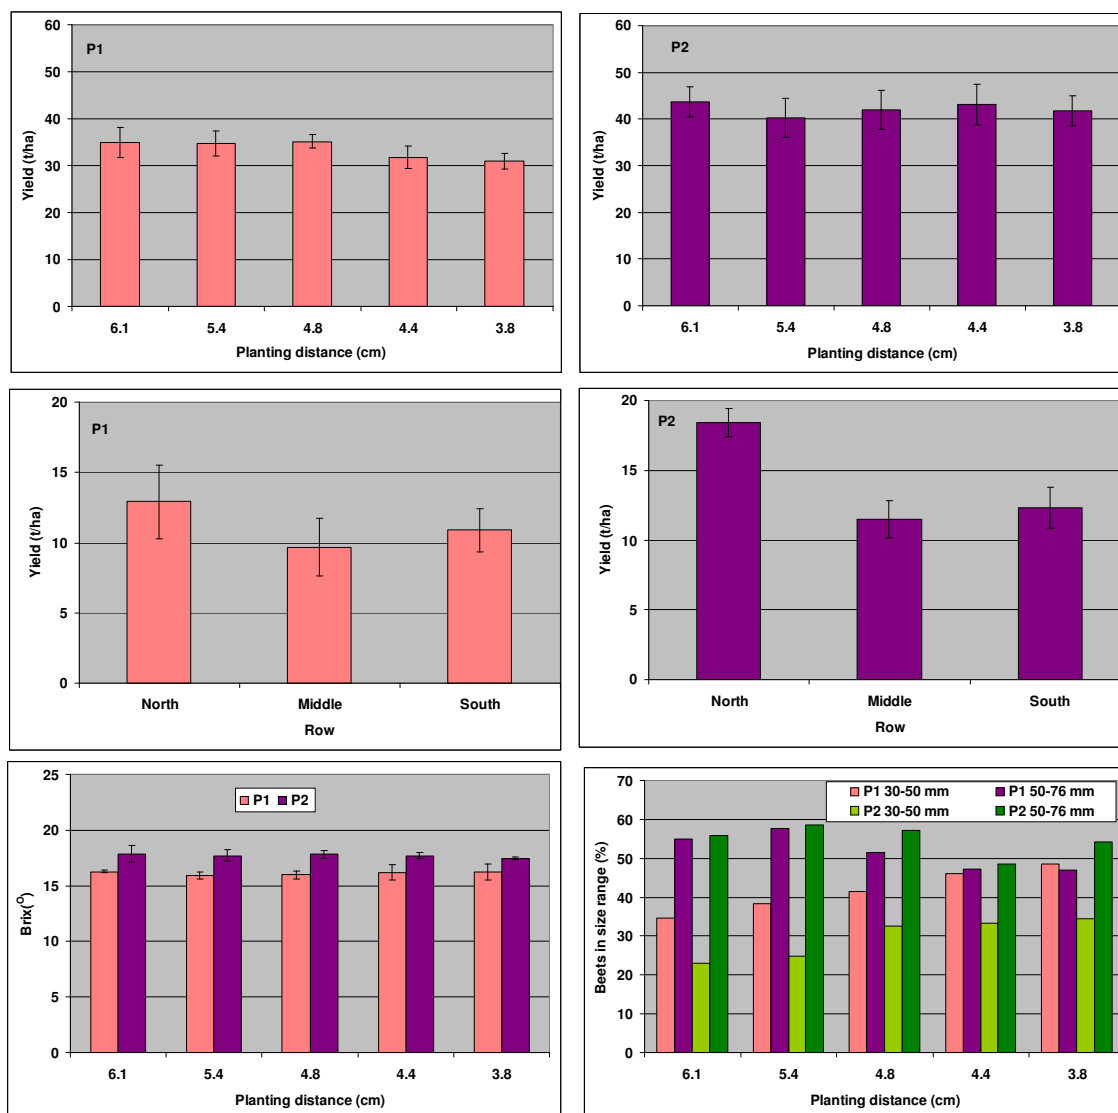 P1
Yield (t/ha)
60
50
40
30
20
10
0
6.1 5.4 4.8 4.4 3.8
Planting distance (cm)
P2
Yield (t/ha)
60
50
40
30
20
10
0
6.1 5.4 4.8 4.4 3.8
Planting distance (cm)
P1
Yield (t/ha)
20
15
10
5
0
North Middle South
Row
P2
Yield (t/ha)
20
15
10
5
0
North Middle South
Row
P1 P2
Brix(O)
25
20
15
10
5
0
6.1 5.4 4.8 4.4 3.8
Planting distance (cm)
P1 30-50 mm P1 50-76 mm
P2 30-50 mm P2 50-76 mm
Beets in size range (%)
70
60
50
40
30
20
10
0
6.1 5.4 4.8 4.4 3.8
Planting distance (cm)